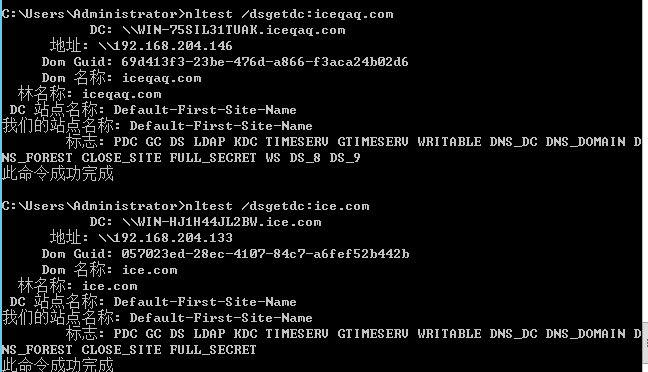 C:\Users\Administrator>nltest /dsgetdc:iceqaq.com
DC: \\WIN-75SIL31TUAK.iceqaq.com
地址: \\192.168.204.146
Dom Guid: 69d413f3-23be-476d-a866-f3aca24b02d6
Dom 名称: iceqaq.com
林名称: iceqaq.com
DC 站点名称: Default-First-Site-Name
我们的站点名称: Default-First-Site-Name
标志: PDC GC DS LDAP KDC TIMESERV GTIMESERV WRITABLE DNS_DC DNS_DOMAIN D
NS_FOREST CLOSE_SITE FULL_SECRET WS DS_8 DS_9
此命令成功完成
C:\Users\Administrator>nltest /dsgetdc:ice.com
DC: \\WIN-HJ1H44JL2BW.ice.com
地址: \\192.168.204.133
Dom Guid: 057023ed-28ec-4107-84c7-a6fef52b442b
Dom 名称: ice.com
林名称: ice.com
DC 站点名称: Default-First-Site-Name
我们的站点名称: Default-First-Site-Name
标志: PDC GC DS LDAP KDC TIMESERV GTIMESERV WRITABLE DNS_DC DNS_DOMAIN D
NS_FOREST CLOSE_SITE FULL_SECRET
此命令成功完成